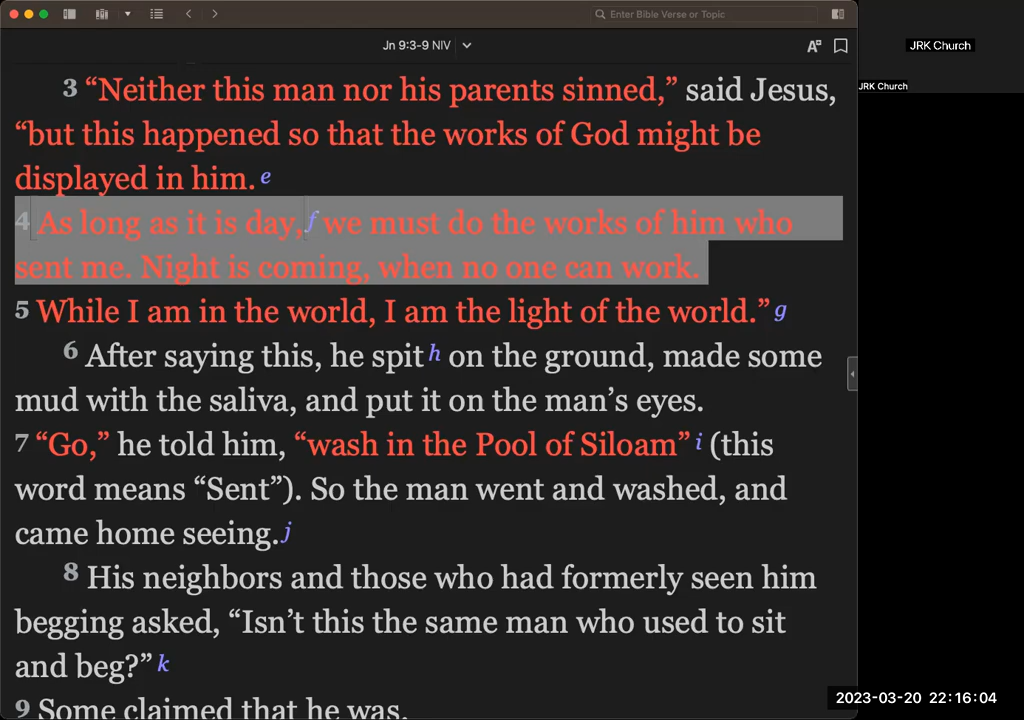 Enter Bible Verse or Topic
Jn 9:3-9 NIV
JRK Church
JRK Church
3 “Neither this man nor his parents sinned,” said Jesus,
“but this happened so that the works of God might be
displayed in him. e
4 As long as it is day, f we must do the works of him who
sent me. Night is coming, when no one can work.
5 While I am in the world, I am the light of the world.” g
6 After saying this, he spit h on the ground, made some
mud with the saliva, and put it on the man’s eyes.
7 “Go,” he told him, “wash in the Pool of Siloam” i (this
word means “Sent”). So the man went and washed, and
came home seeing. j
8 His neighbors and those who had formerly seen him
begging asked, “Isn’t this the same man who used to sit
and beg?” k
9 Some claimed that he was.
2023-03-20 22:16:04